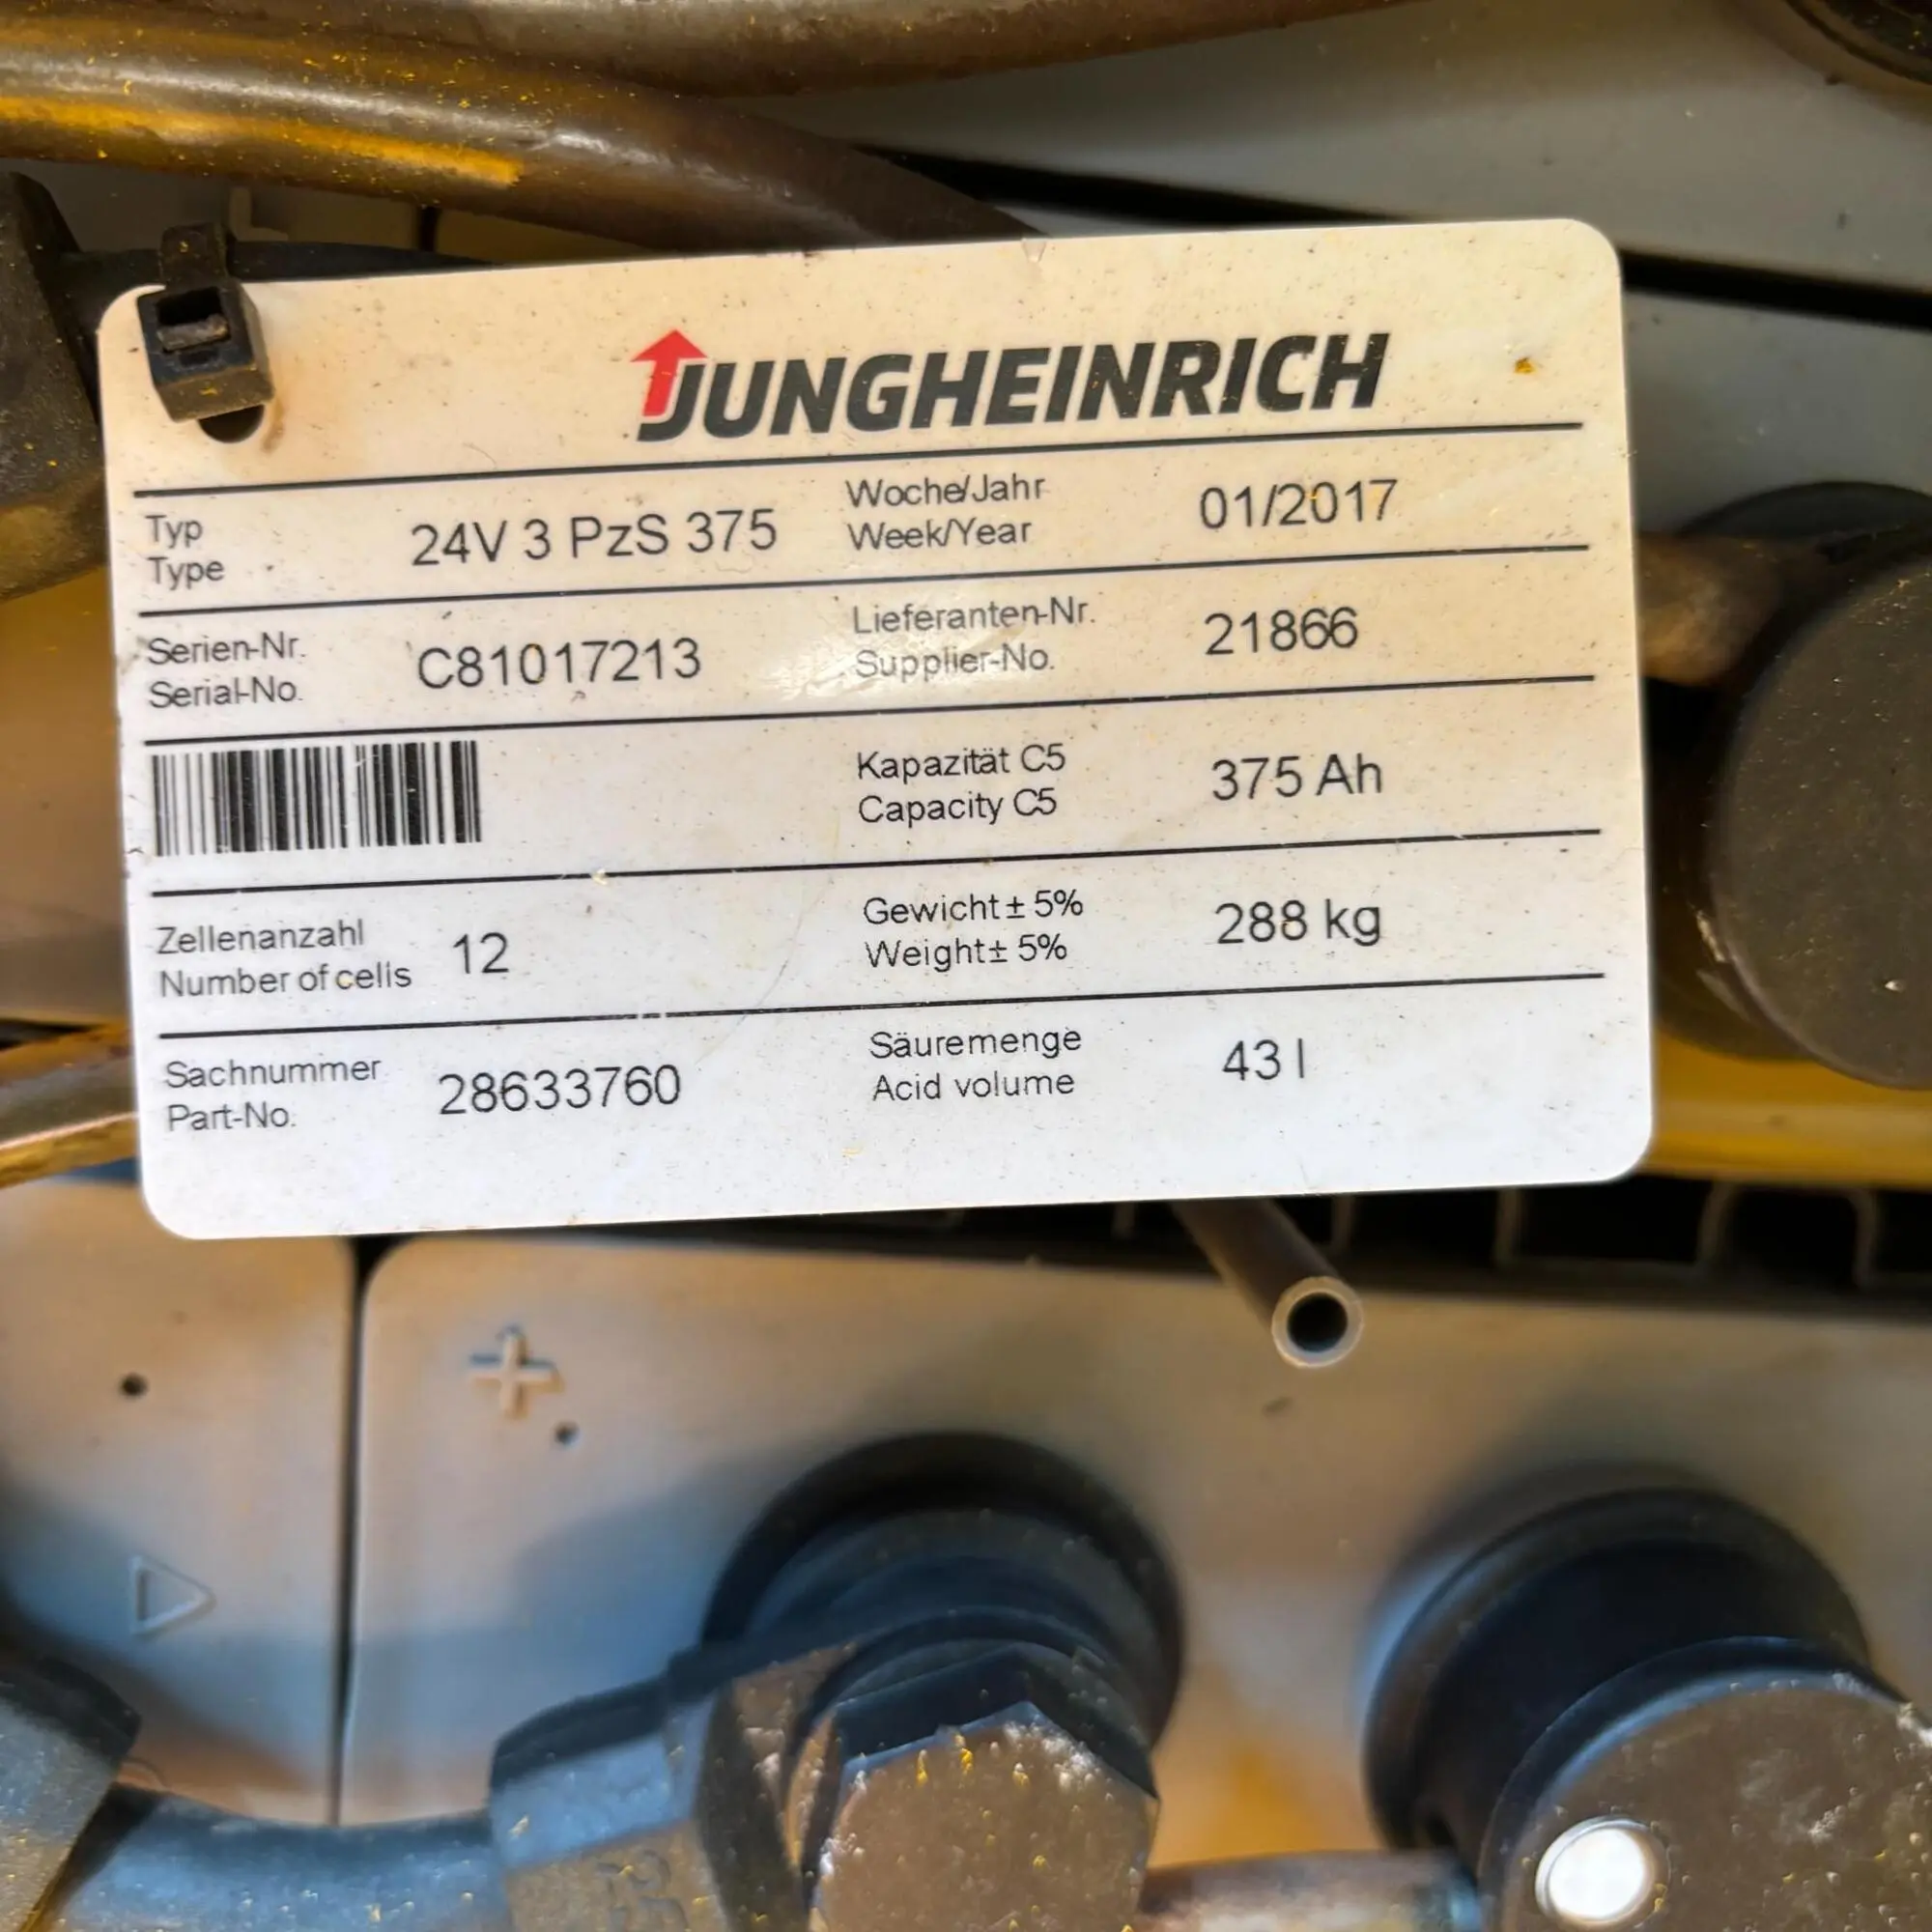 JUNGHEINRICH
Typ
Type
24V 3 PzS 375
Woche/Jahr
Week/Year
01/2017
Serien-Nr.
Serial-No.
C81017213
Lieferanten-Nr.
Supplier-No.
21866
Kapazität C5
Capacity C5
375 Ah
Zellenanzahl
Number of cells
12
Gewicht ± 5%
Weight ± 5%
288 kg
Sachnummer
Part-No.
28633760
Säuremenge
Acid volume
43 l
+